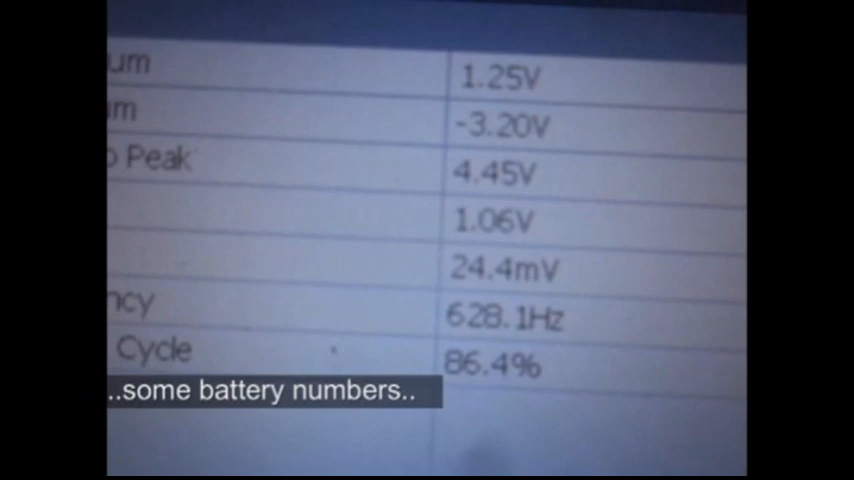 um 1.25V
um -3.20V
o Peak 4.45V
1.06V
24.4mV
ncy 628.1Hz
Cycle 86.4%
..some battery numbers..